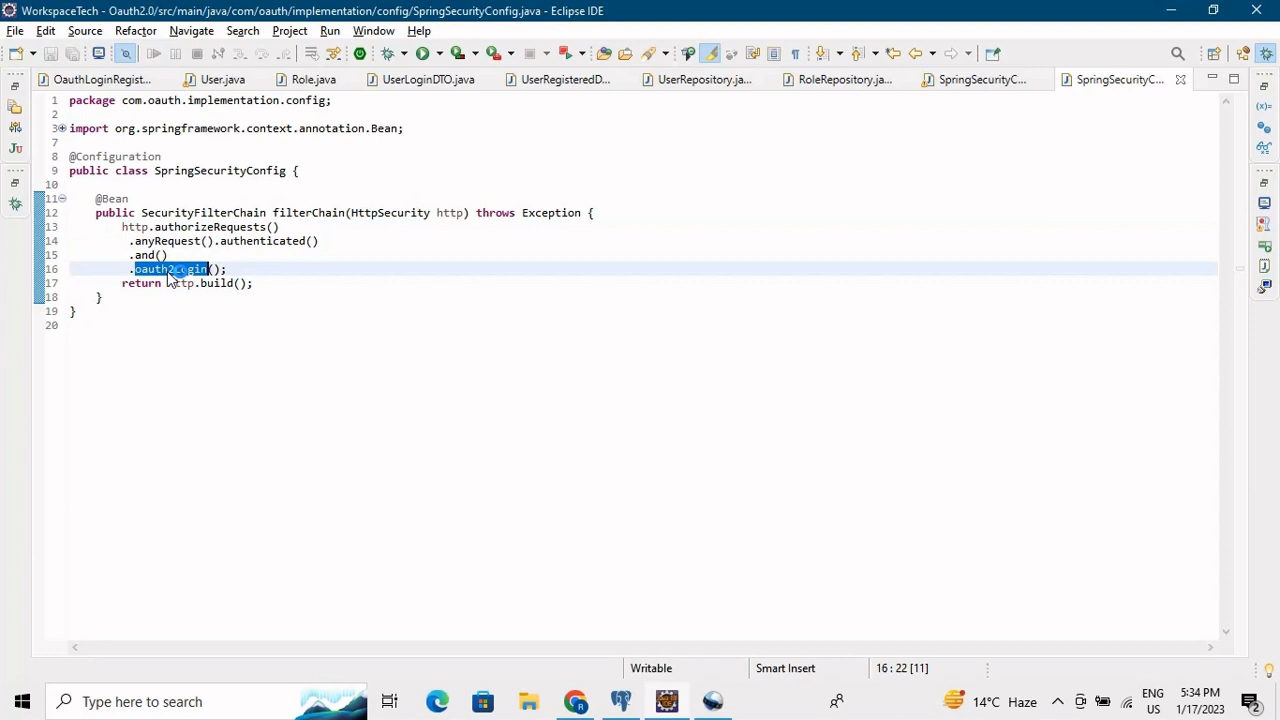 WorkspaceTech - Oauth2.0/src/main/java/com/oauth/implementation/config/SpringSecurityConfig.java - Eclipse IDE
File Edit Source Refactor Navigate Search Project Run Window Help
OauthLoginRegist... User.java Role.java UserLoginDTO.java UserRegisteredD... UserRepository.ja... RoleRepository.ja... SpringSecurityC... SpringSecurityC...
1 package com.oauth.implementation.config;
2
3 import org.springframework.context.annotation.Bean;
7
8 @Configuration
9 public class SpringSecurityConfig {
10
11 @Bean
12 public SecurityFilterChain filterChain(HttpSecurity http) throws Exception {
13 http.authorizeRequests()
14 .anyRequest().authenticated()
15 .and()
16 .oauth2Login();
17 return http.build();
18 }
19 }
20
Writable Smart Insert 16 : 22 [11]
Type here to search 14°C Haze ENG US 5:34 PM 1/17/2023 2